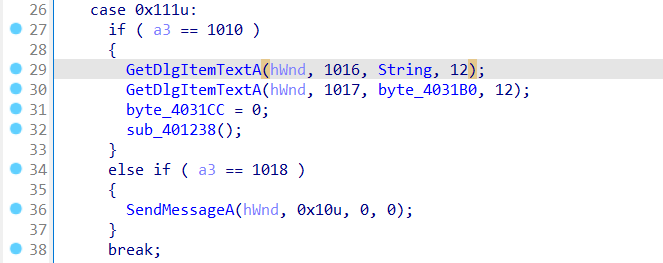 26 case 0x111u:
27 if ( a3 == 1010 )
28 {
29 GetDlgItemTextA(hWnd, 1016, String, 12);
30 GetDlgItemTextA(hWnd, 1017, byte_4031B0, 12);
31 byte_4031CC = 0;
32 sub_401238();
33 }
34 else if ( a3 == 1018 )
35 {
36 SendMessageA(hWnd, 0x10u, 0, 0);
37 }
38 break;